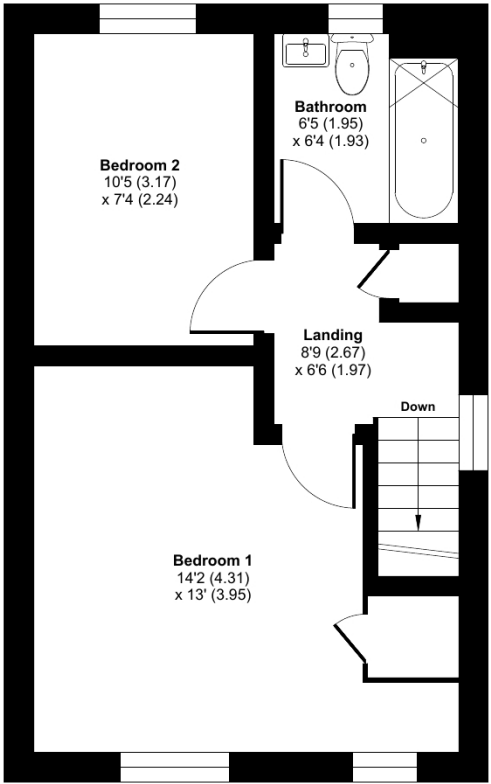 Bathroom
6'5 (1.95)
x 6'4 (1.93)
Bedroom 2
10'5 (3.17)
x 7'4 (2.24)
Landing
8'9 (2.67)
x 6'6 (1.97)
Down
Bedroom 1
14'2 (4.31)
x 13' (3.95)